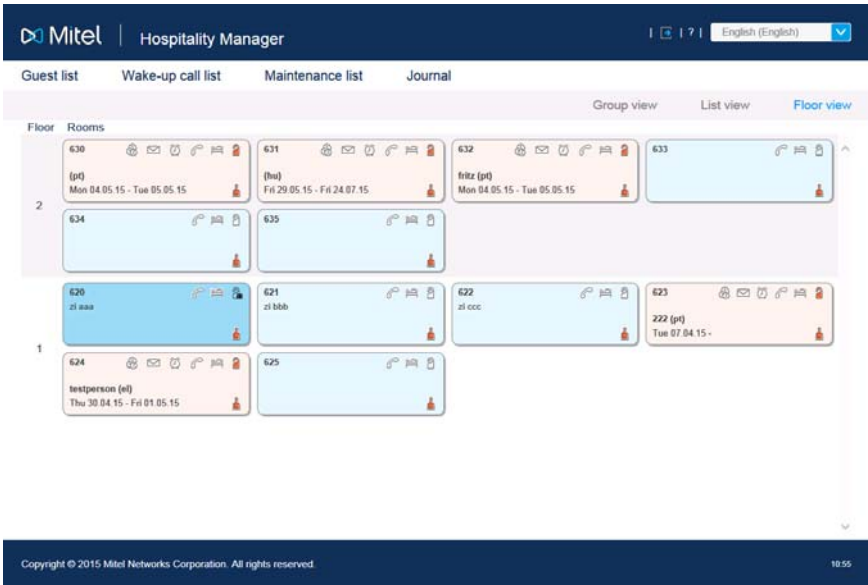 Mitel | Hospitality Manager
| ? | English (English)
Guest list Wake-up call list Maintenance list Journal
Group view List view Floor view
Floor Rooms
2
630
(pt)
Mon 04.05.15 - Tue 05.05.15
631
(hu)
Fri 29.05.15 - Fri 24.07.15
632
fritz (pt)
Mon 04.05.15 - Tue 05.05.15
633
634
635
1
620
zi aaa
621
zi bbb
622
zi ccc
623
222 (pt)
Tue 07.04.15 -
624
testperson (el)
Thu 30.04.15 - Fri 01.05.15
625
Copyright © 2015 Mitel Networks Corporation. All rights reserved.
10:55